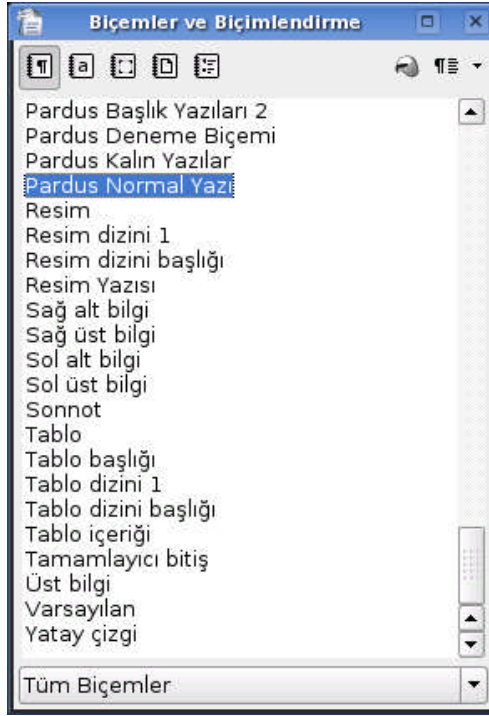 Biçemler ve Biçimlendirme
Pardus Başlık Yazıları 2
Pardus Deneme Biçemi
Pardus Kalın Yazılar
Pardus Normal Yazı
Resim
Resim dizini 1
Resim dizini başlığı
Resim Yazısı
Sağ alt bilgi
Sağ üst bilgi
Sol alt bilgi
Sol üst bilgi
Sonnot
Tablo
Tablo başlığı
Tablo dizini 1
Tablo dizini başlığı
Tablo içeriği
Tamamlayıcı bitiş
Üst bilgi
Varsayılan
Yatay çizgi
Tüm Biçemler